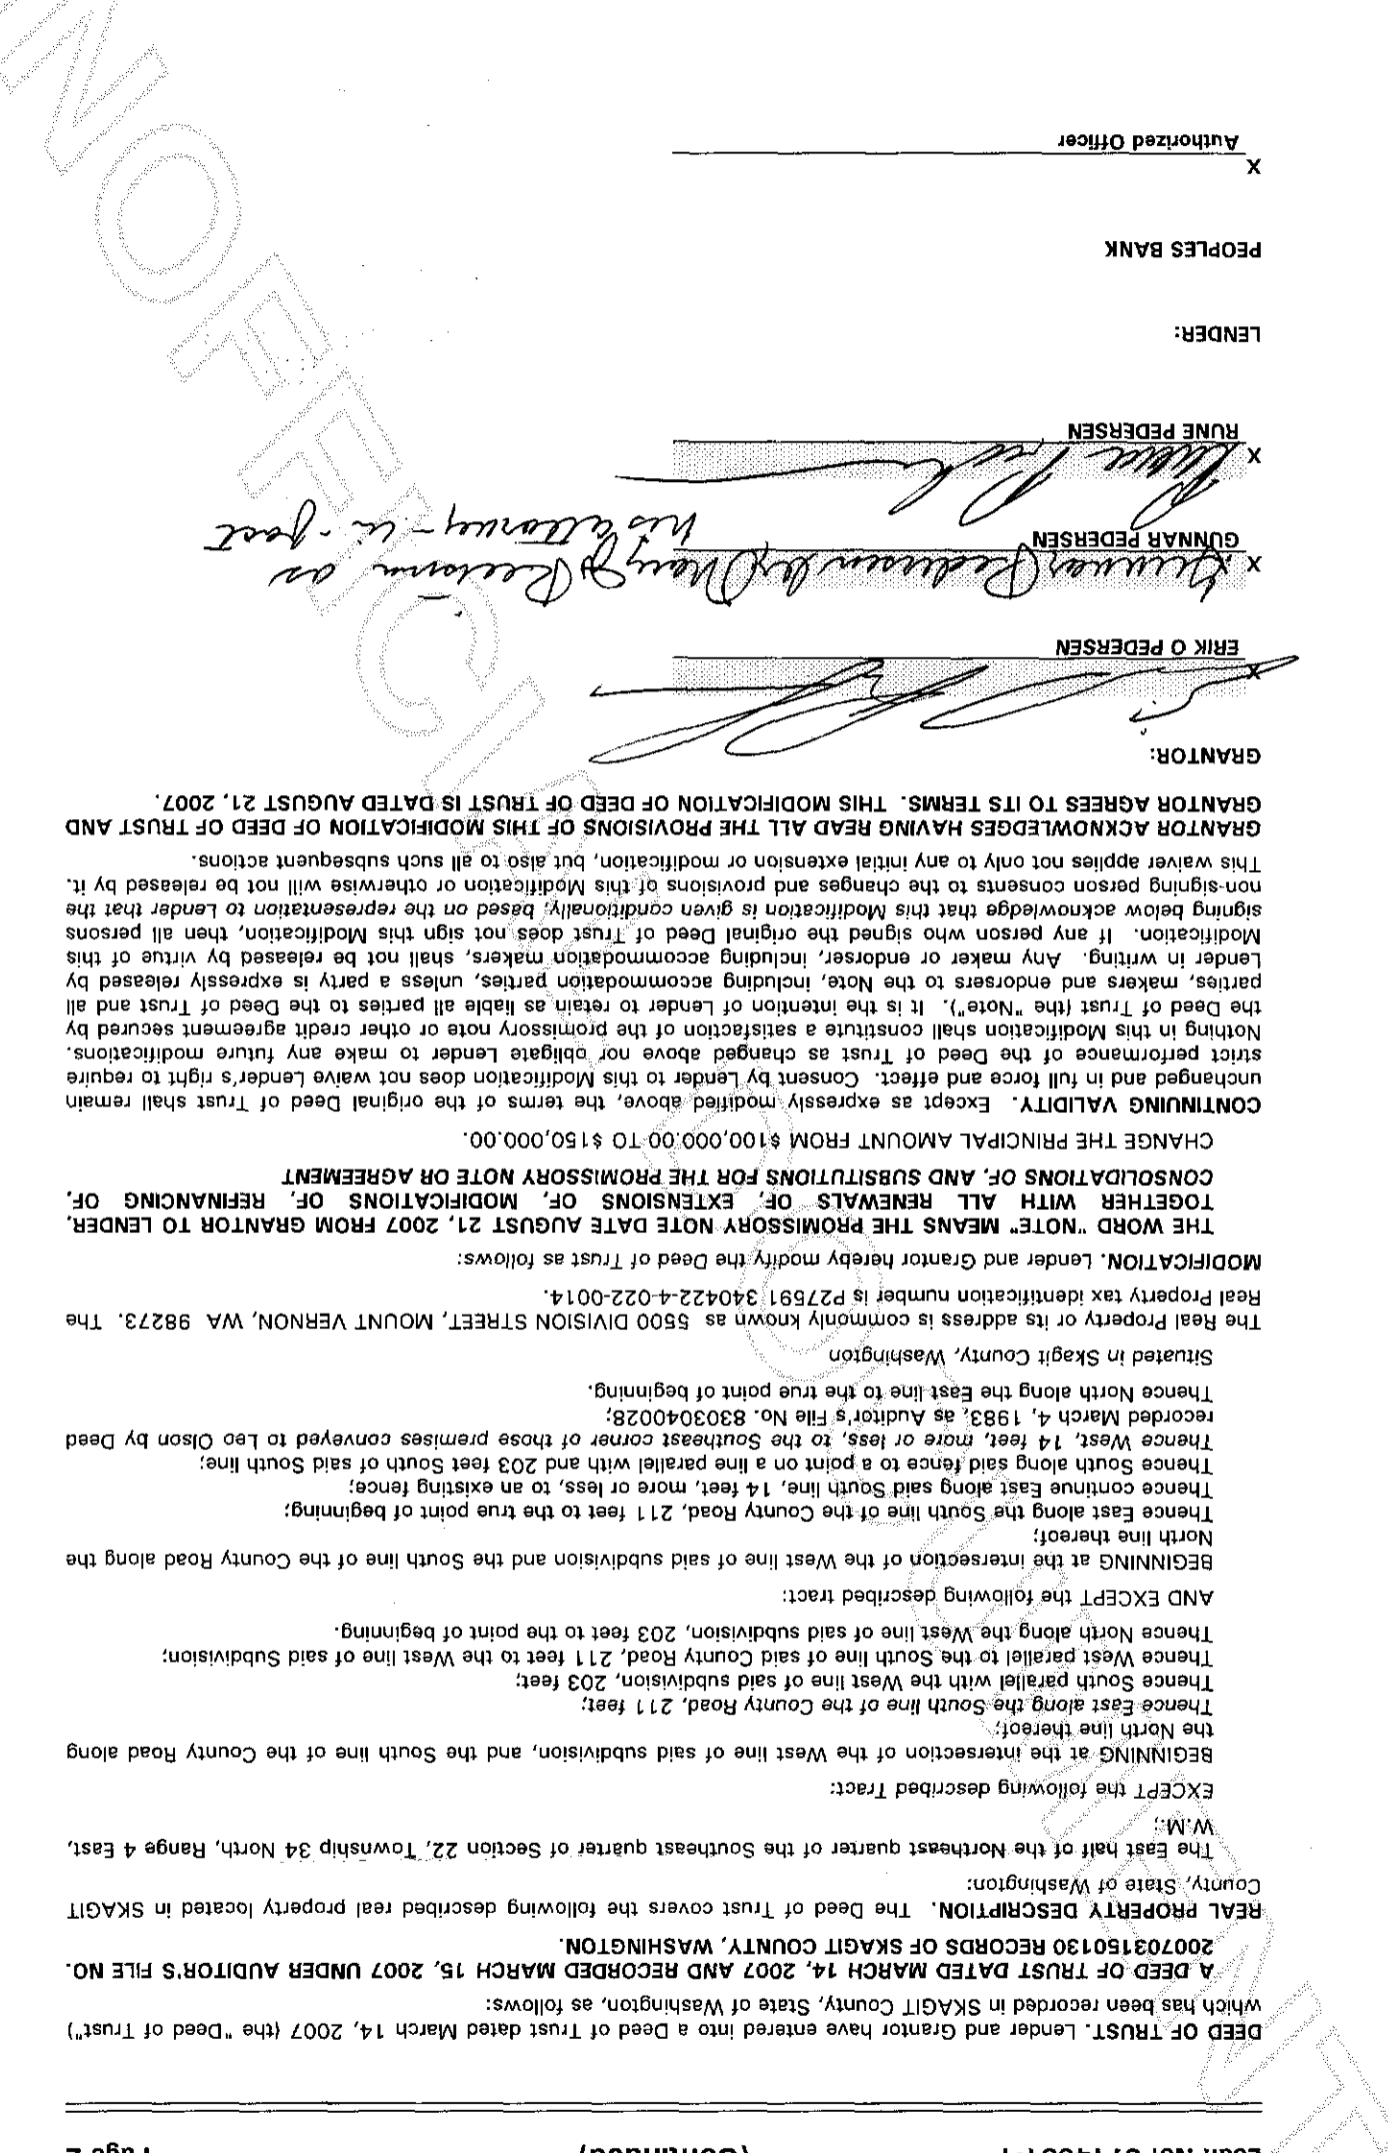 (Continued)
Page 2
DEED OF TRUST. Lender and Grantor have entered into a Deed of Trust dated March 14, 2007 (the "Deed of Trust")
which has been recorded in SKAGIT County, State of Washington, as follows:
A DEED OF TRUST DATED MARCH 14, 2007 AND RECORDED MARCH 15, 2007 UNDER AUDITOR'S FILE NO.
200703150130 RECORDS OF SKAGIT COUNTY, WASHINGTON.
REAL PROPERTY DESCRIPTION. The Deed of Trust covers the following described real property located in SKAGIT
County, State of Washington:
The East half of the Northeast quarter of the Southeast quarter of Section 22, Township 34 North, Range 4 East,
W.M.;
EXCEPT the following described Tract:
BEGINNING at the intersection of the West line of said subdivision, and the South line of the County Road along
the North line thereof;
Thence East along the South line of the County Road, 211 feet;
Thence South parallel with the West line of said subdivision, 203 feet;
Thence West parallel to the South line of said County Road, 211 feet to the West line of said Subdivision;
Thence North along the West line of said subdivision, 203 feet to the point of beginning.
AND EXCEPT the following described tract:
BEGINNING at the intersection of the West line of said subdivision and the South line of the County Road along the
North line thereof;
Thence East along the South line of the County Road, 211 feet to the true point of beginning;
Thence continue East along said South line, 14 feet, more or less, to an existing fence;
Thence South along said fence to a point on a line parallel with and 203 feet South of said South line;
Thence West, 14 feet, more or less, to the Southeast corner of those premises conveyed to Leo Olson by Deed
recorded March 4, 1983, as Auditor's File No. 8303040028;
Thence North along the East line to the true point of beginning.
Situated in Skagit County, Washington
The Real Property or its address is commonly known as 5500 DIVISION STREET, MOUNT VERNON, WA 98273. The
Real Property tax identification number is P27591 340422-4-022-0014.
MODIFICATION. Lender and Grantor hereby modify the Deed of Trust as follows:
THE WORD "NOTE" MEANS THE PROMISSORY NOTE DATE AUGUST 21, 2007 FROM GRANTOR TO LENDER,
TOGETHER WITH ALL RENEWALS OF, EXTENSIONS OF, MODIFICATIONS OF, REFINANCING OF,
CONSOLIDATIONS OF, AND SUBSITUTIONS FOR THE PROMISSORY NOTE OR AGREEMENT
CHANGE THE PRINCIPAL AMOUNT FROM $100,000.00 TO $150,000.00.
CONTINUING VALIDITY. Except as expressly modified above, the terms of the original Deed of Trust shall remain
unchanged and in full force and effect. Consent by Lender to this Modification does not waive Lender's right to require
strict performance of the Deed of Trust as changed above nor obligate Lender to make any future modifications.
Nothing in this Modification shall constitute a satisfaction of the promissory note or other credit agreement secured by
the Deed of Trust (the "Note"). It is the intention of Lender to retain as liable all parties to the Deed of Trust and all
parties, makers and endorsers to the Note, including accommodation parties, unless a party is expressly released by
Lender in writing. Any maker or endorser, including accommodation makers, shall not be released by virtue of this
Modification. If any person who signed the original Deed of Trust does not sign this Modification, then all persons
signing below acknowledge that this Modification is given conditionally, based on the representation to Lender that the
non-signing person consents to the changes and provisions of this Modification or otherwise will not be released by it.
This waiver applies not only to any initial extension or modification, but also to all such subsequent actions.
GRANTOR ACKNOWLEDGES HAVING READ ALL THE PROVISIONS OF THIS MODIFICATION OF DEED OF TRUST AND
GRANTOR AGREES TO ITS TERMS. THIS MODIFICATION OF DEED OF TRUST IS DATED AUGUST 21, 2007.
GRANTOR:
X
ERIK O PEDERSEN
X Gunnar Pedersen by Mary J Pedersen as
his attorney-in-fact
GUNNAR PEDERSEN
X Rune
RUNE PEDERSEN
LENDER:
PEOPLES BANK
X
Authorized Officer
UNOFFICIAL DOCUMENT